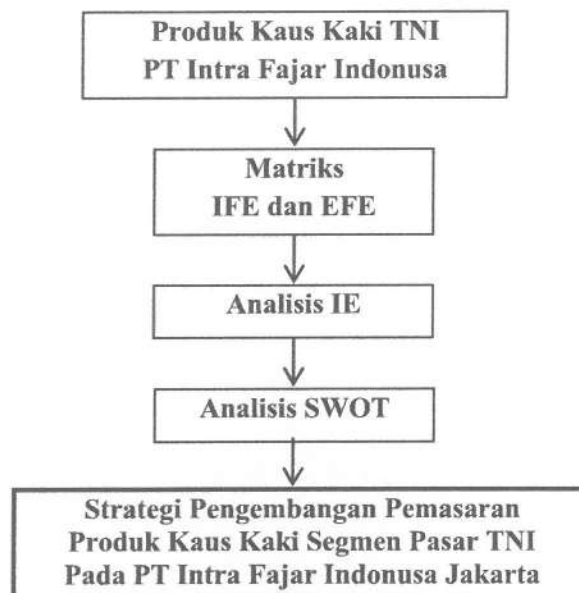 Produk Kaus Kaki TNI
PT Intra Fajar Indonusa
Matriks
IFE dan EFE
Analisis IE
Analisis SWOT
Strategi Pengembangan Pemasaran
Produk Kaus Kaki Segmen Pasar TNI
Pada PT Intra Fajar Indonusa Jakarta